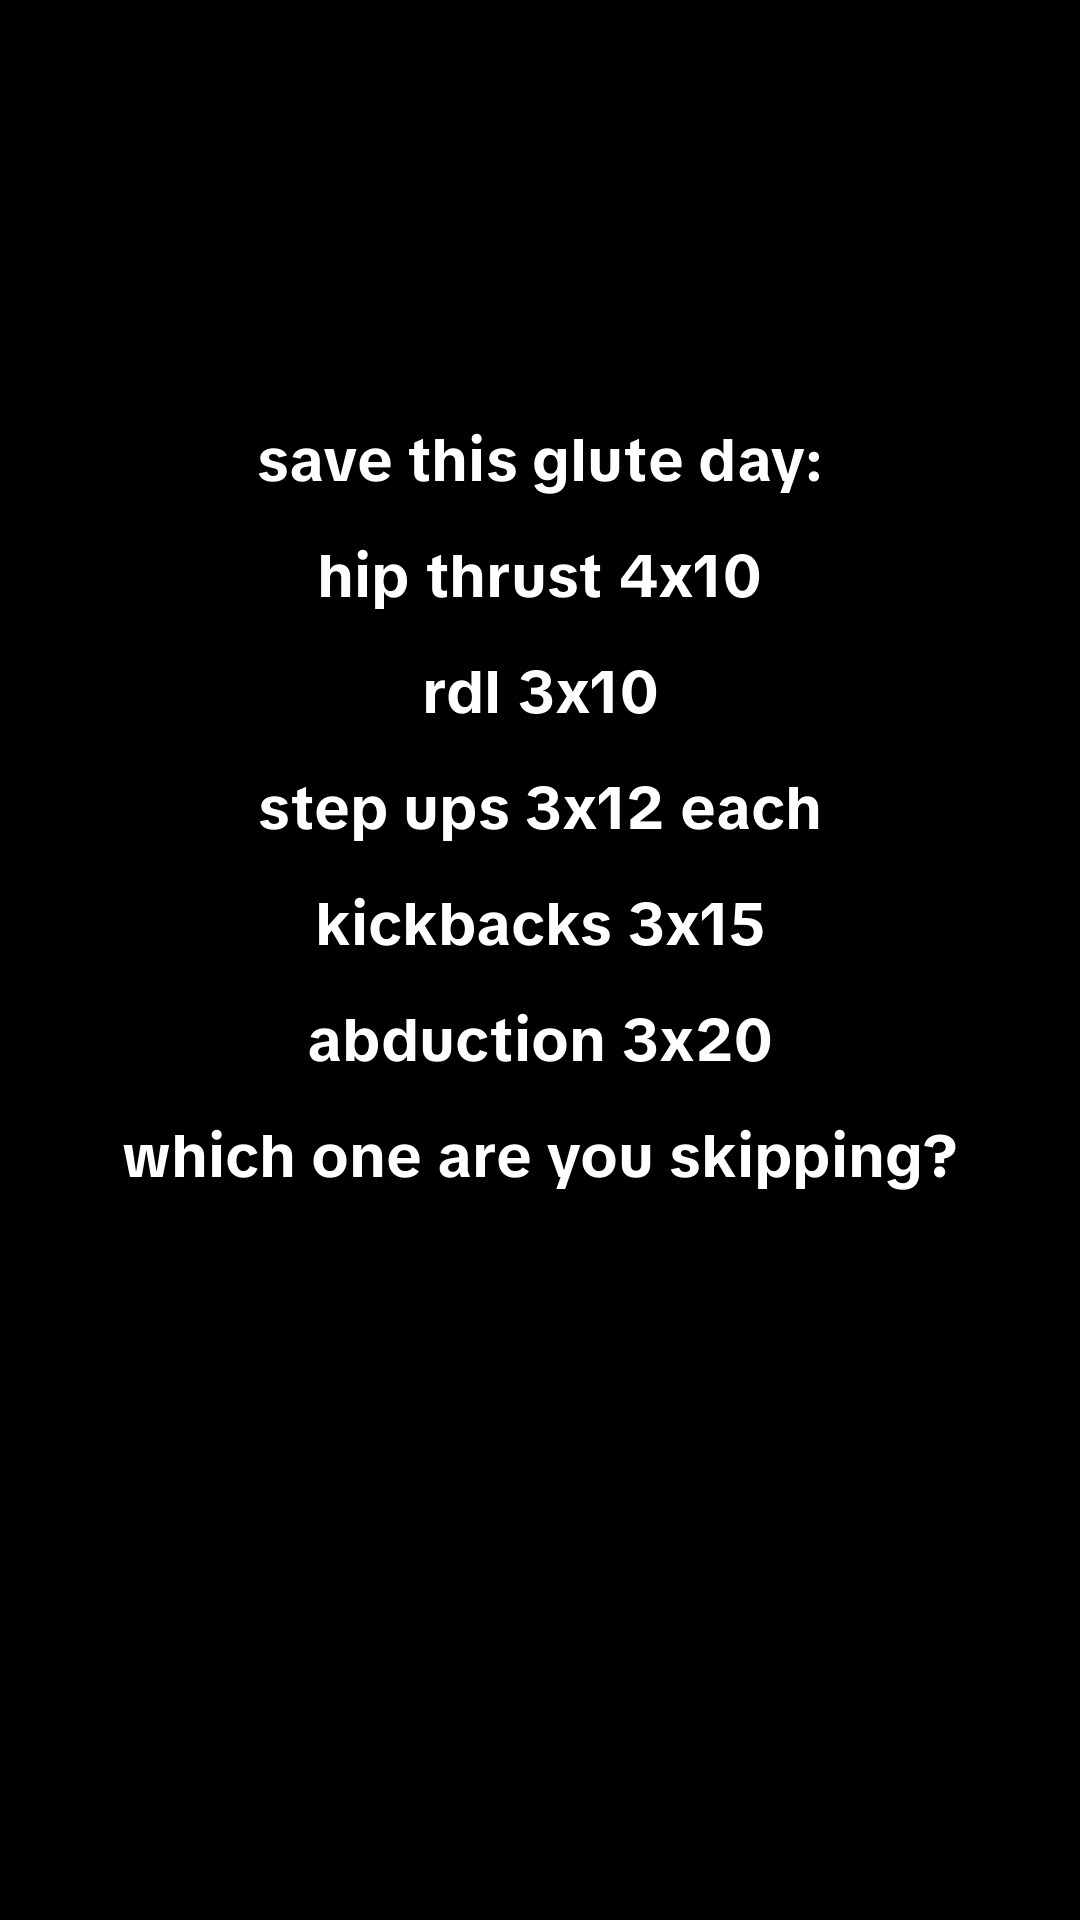 save this glute day:
hip thrust 4x10
rdl 3x10
step ups 3x12 each
kickbacks 3x15
abduction 3x20
which one are you skipping?